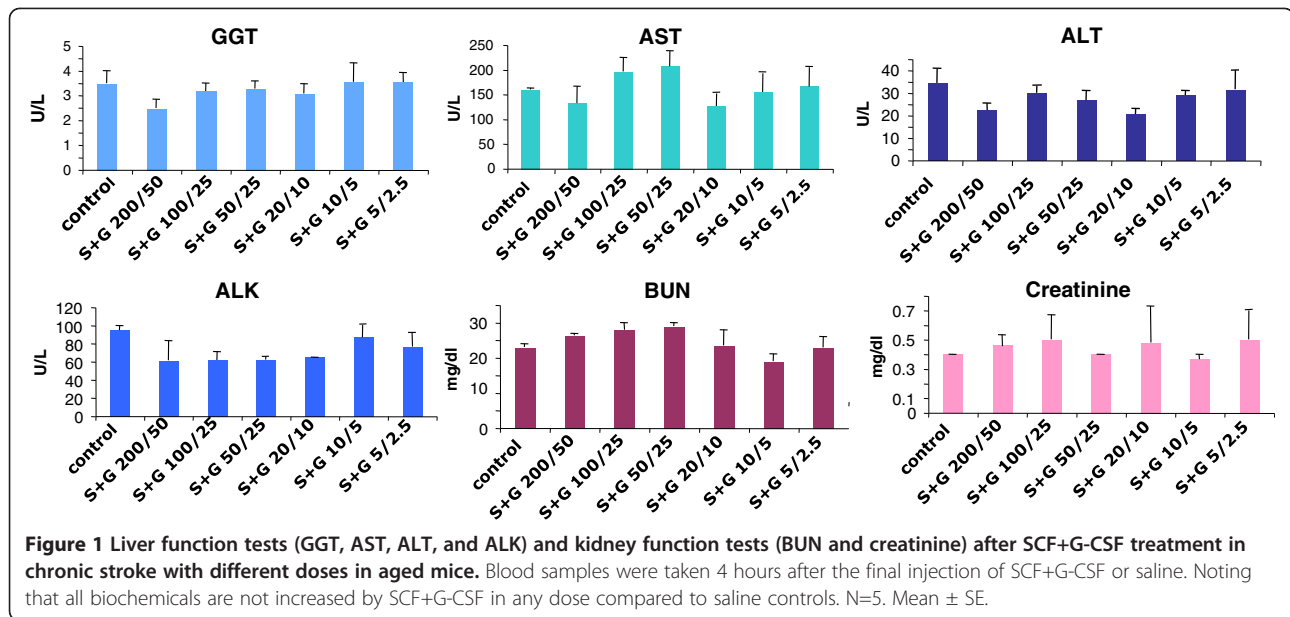 GGT
5
4
3
2
1
0
U/L
control
S+G 200/50
S+G 100/25
S+G 50/25
S+G 20/10
S+G 10/5
S+G 5/2.5
AST
250
200
150
100
50
0
U/L
control
S+G 200/50
S+G 100/25
S+G 50/25
S+G 20/10
S+G 10/5
S+G 5/2.5
ALT
40
30
20
10
0
U/L
control
S+G 200/50
S+G 100/25
S+G 50/25
S+G 20/10
S+G 10/5
S+G 5/2.5
ALK
120
100
80
60
40
20
0
U/L
control
S+G 200/50
S+G 100/25
S+G 50/25
S+G 20/10
S+G 10/5
S+G 5/2.5
BUN
30
20
10
0
mg/dl
control
S+G 200/50
S+G 100/25
S+G 50/25
S+G 20/10
S+G 10/5
S+G 5/2.5
Creatinine
0.7
0.5
0.3
0.1
0
mg/dl
control
S+G 200/50
S+G 100/25
S+G 50/25
S+G 20/10
S+G 10/5
S+G 5/2.5
Figure 1 Liver function tests (GGT, AST, ALT, and ALK) and kidney function tests (BUN and creatinine) after SCF+G-CSF treatment in
chronic stroke with different doses in aged mice. Blood samples were taken 4 hours after the final injection of SCF+G-CSF or saline. Noting
that all biochemicals are not increased by SCF+G-CSF in any dose compared to saline controls. N=5. Mean ± SE.